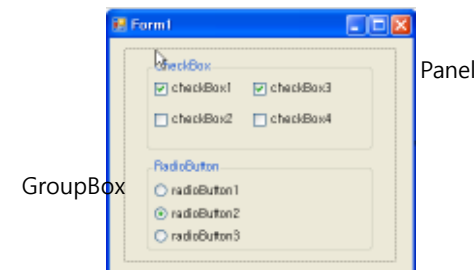 Form1
CheckBox
checkBox1 checkBox3
Panel
checkBox2 checkBox4
RadioButton
GroupBox
radioButton1
radioButton2
radioButton3